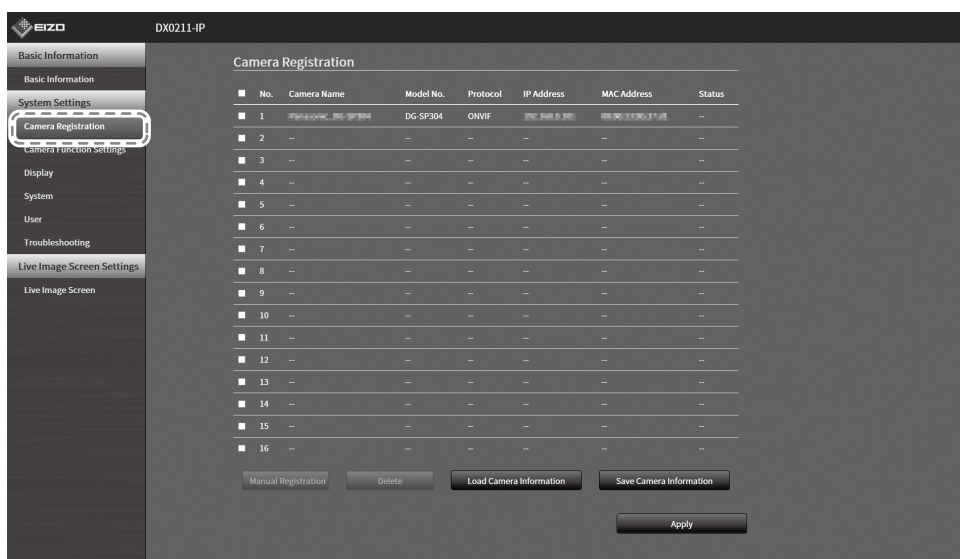 EIZO
DX0211-IP
Basic Information
Basic Information
System Settings
Camera Registration
Camera Function Settings
Display
System
User
Troubleshooting
Live Image Screen Settings
Live Image Screen
Camera Registration
No. Camera Name Model No. Protocol IP Address MAC Address Status
1 DG-SP304 ONVIF --
2 -- -- -- -- -- --
3 -- -- -- -- -- --
4 -- -- -- -- -- --
5 -- -- -- -- -- --
6 -- -- -- -- -- --
7 -- -- -- -- -- --
8 -- -- -- -- -- --
9 -- -- -- -- -- --
10 -- -- -- -- -- --
11 -- -- -- -- -- --
12 -- -- -- -- -- --
13 -- -- -- -- -- --
14 -- -- -- -- -- --
15 -- -- -- -- -- --
16 -- -- -- -- -- --
Manual Registration Delete Load Camera Information Save Camera Information
Apply